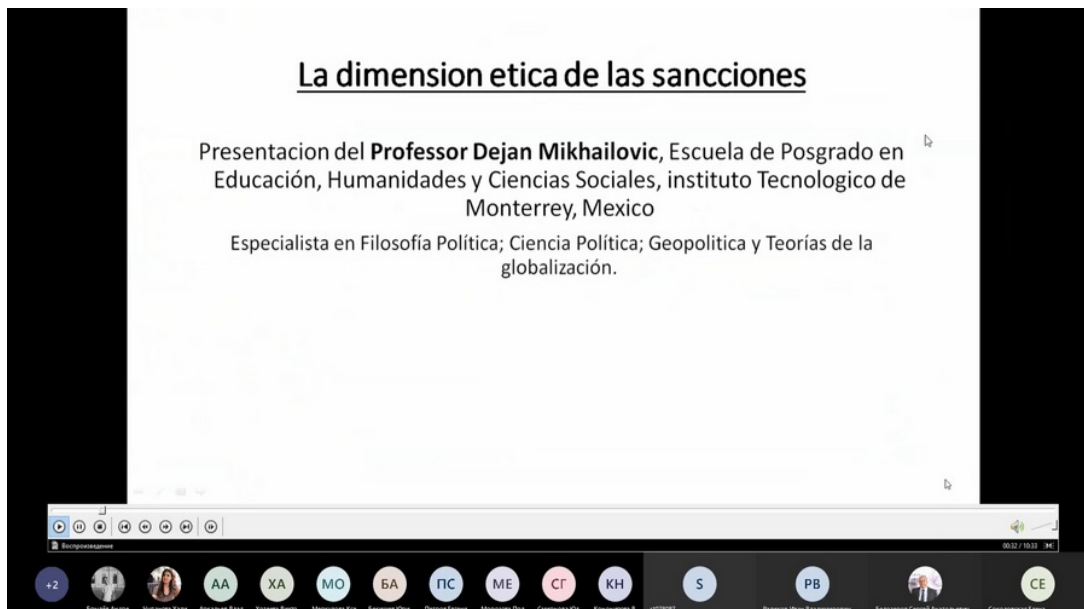 La dimension etica de las sancciones
Presentacion del Professor Dejan Mikhailovic, Escuela de Posgrado en
Educación, Humanidades y Ciencias Sociales, instituto Tecnologico de
Monterrey, Mexico
Especialista en Filosofía Política; Ciencia Política; Geopolitica y Teorías de la
globalización.
Воспроизведение
00:32 / 10:33
+2
АА
ХА
МО
БА
ПС
МЕ
СГ
КН
S
РВ
СЕ